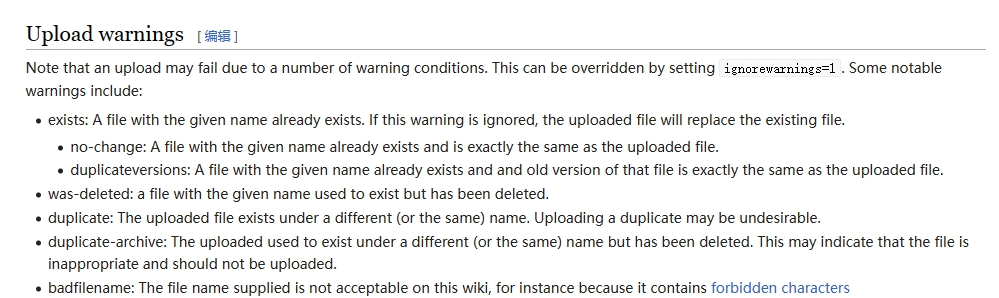 Upload warnings [编辑]
Note that an upload may fail due to a number of warning conditions. This can be overridden by setting ignorewarnings=1. Some notable
warnings include:
• exists: A file with the given name already exists. If this warning is ignored, the uploaded file will replace the existing file.
• no-change: A file with the given name already exists and is exactly the same as the uploaded file.
• duplicateversions: A file with the given name already exists and and old version of that file is exactly the same as the uploaded file.
• was-deleted: a file with the given name used to exist but has been deleted.
• duplicate: The uploaded file exists under a different (or the same) name. Uploading a duplicate may be undesirable.
• duplicate-archive: The uploaded used to exist under a different (or the same) name but has been deleted. This may indicate that the file is
inappropriate and should not be uploaded.
• badfilename: The file name supplied is not acceptable on this wiki, for instance because it contains forbidden characters